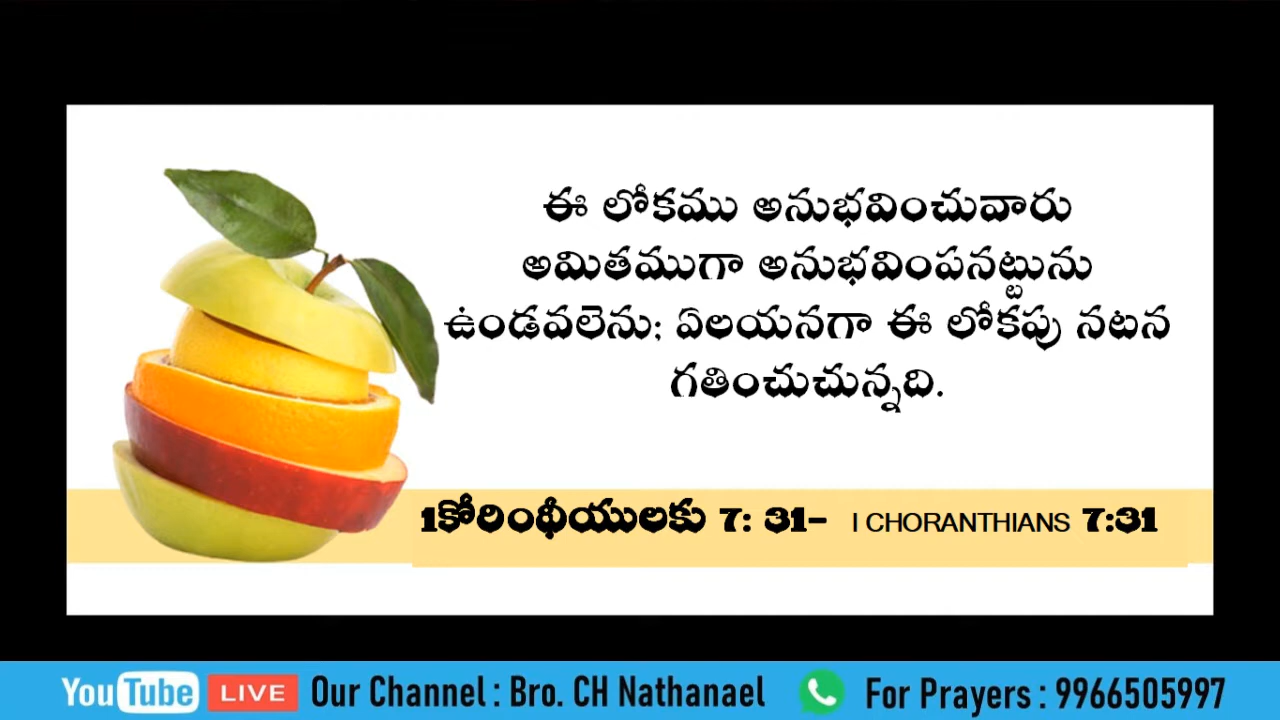 ఈ లోకము అనుభవించువారు
అమితముగా అనుభవింపనట్టును
ఉండవలెను; ఏలయనగా ఈ లోకపు నటన
గతించుచున్నది.
1కోరింథీయులకు 7: 31- I CHORANTHIANS 7:31
YouTube LIVE Our Channel : Bro. CH Nathanael For Prayers : 9966505997